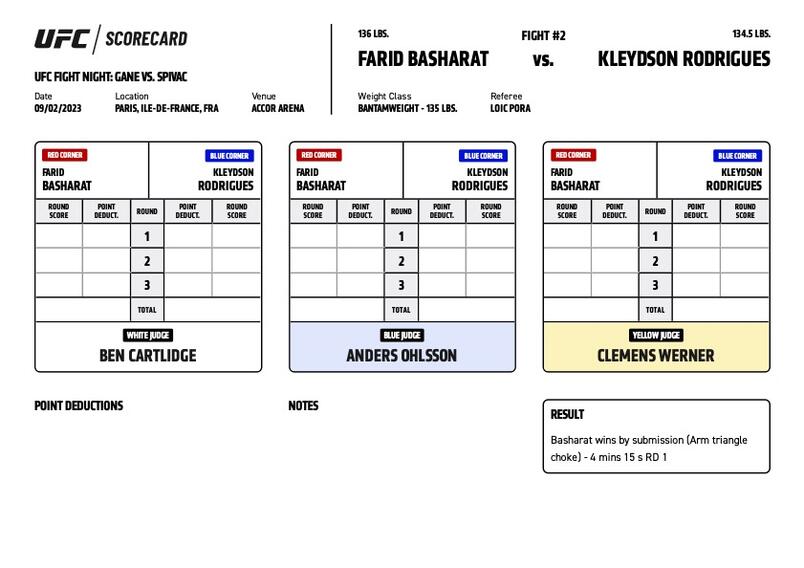 UFC SCORECARD
UFC FIGHT NIGHT: GANE VS. SPIVAC
Date Location Venue
09/02/2023 PARIS, ILE-DE-FRANCE, FRA ACCOR ARENA
136 LBS. FIGHT #2 134.5 LBS.
FARID BASHARAT vs. KLEYDSON RODRIGUES
Weight Class Referee
BANTAMWEIGHT - 135 LBS. LOIC PORA
RED CORNER BLUE CORNER
FARID KLEYDSON
BASHARAT RODRIGUES
ROUND SCORE POINT DEDUCT. ROUND POINT DEDUCT. ROUND SCORE
1
2
3
TOTAL
WHITE JUDGE
BEN CARTLIDGE
RED CORNER BLUE CORNER
FARID KLEYDSON
BASHARAT RODRIGUES
ROUND SCORE POINT DEDUCT. ROUND POINT DEDUCT. ROUND SCORE
1
2
3
TOTAL
BLUE JUDGE
ANDERS OHLSSON
RED CORNER BLUE CORNER
FARID KLEYDSON
BASHARAT RODRIGUES
ROUND SCORE POINT DEDUCT. ROUND POINT DEDUCT. ROUND SCORE
1
2
3
TOTAL
YELLOW JUDGE
CLEMENS WERNER
POINT DEDUCTIONS
NOTES
RESULT
Basharat wins by submission (Arm triangle
choke) - 4 mins 15 s RD 1